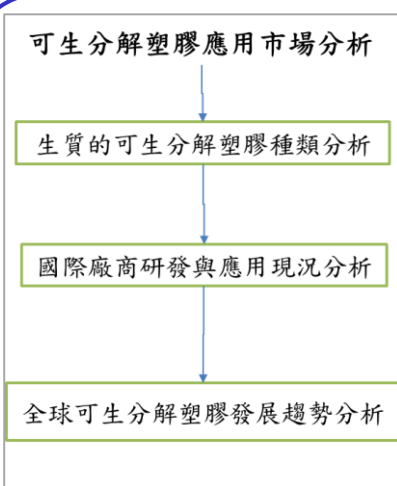 可生分解塑膠應用市場分析
生質的可生分解塑膠種類分析
國際廠商研發與應用現況分析
全球可生分解塑膠發展趨勢分析